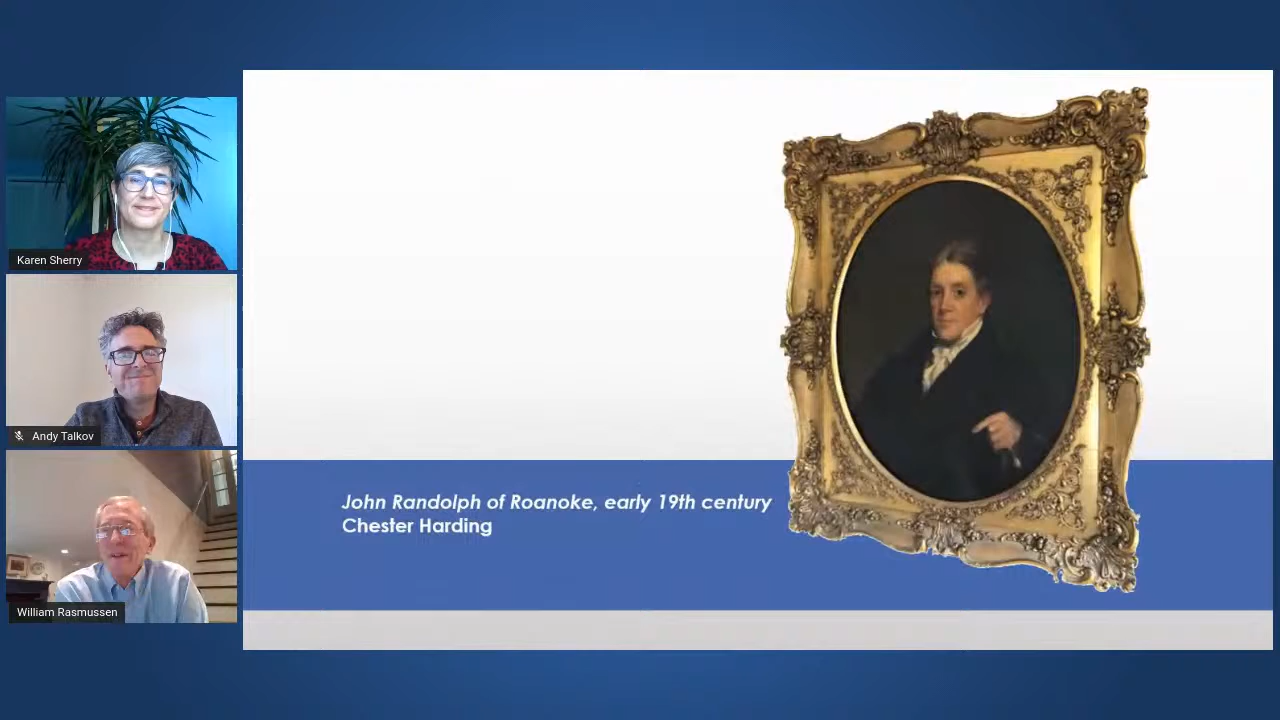 Karen Sherry
Andy Talkov
William Rasmussen
John Randolph of Roanoke, early 19th century
Chester Harding